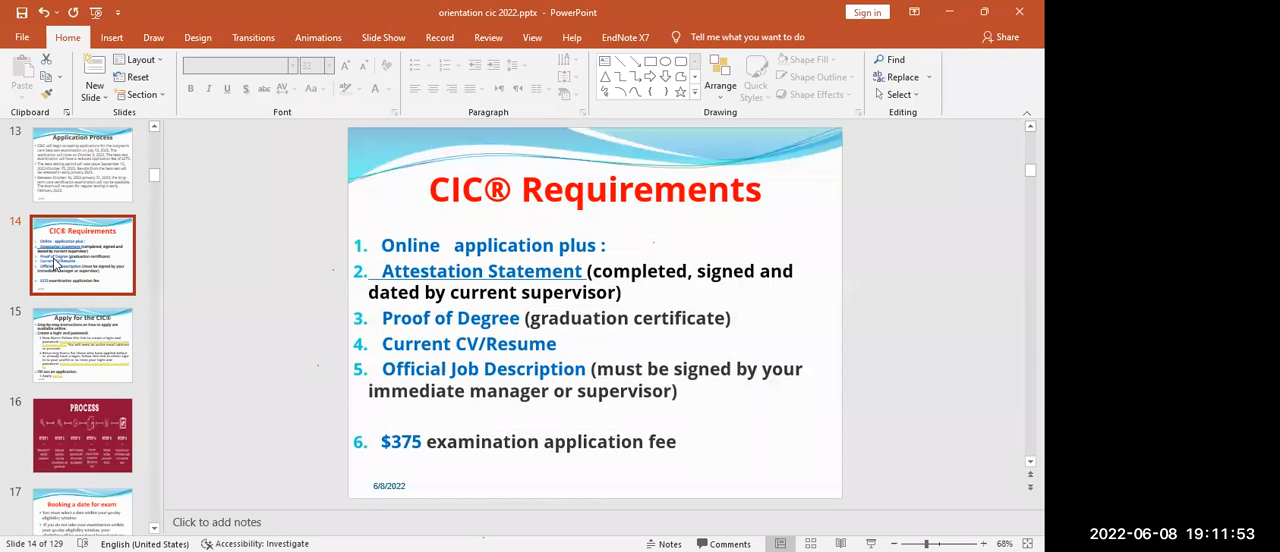 orientation cic 2022.pptx - PowerPoint
Sign in
File Home Insert Draw Design Transitions Animations Slide Show Record Review View Help EndNote X7 Tell me what you want to do Share
Paste
New Slide
Layout
Reset
Section
32
Shape Fill
Shape Outline
Shape Effects
Arrange
Quick Styles
Find
Replace
Select
Clipboard Slides Font Paragraph Drawing Editing
13
Application Process
14
CIC® Requirements
15
Apply for the CIC®
16
PROCESS
17
Booking a date for exam
CIC® Requirements
1. Online application plus :
2. Attestation Statement (completed, signed and
dated by current supervisor)
3. Proof of Degree (graduation certificate)
4. Current CV/Resume
5. Official Job Description (must be signed by your
immediate manager or supervisor)
6. $375 examination application fee
6/8/2022
Click to add notes
Slide 14 of 129 English (United States) Accessibility: Investigate Notes Comments 68%
2022-06-08 19:11:53